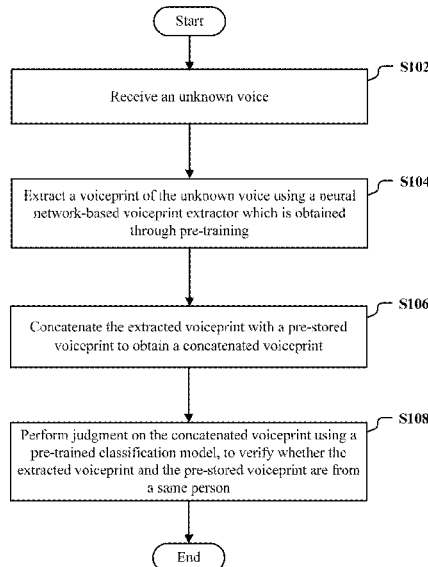 Start
S102
Receive an unknown voice
S104
Extract a voiceprint of the unknown voice using a neural
network-based voiceprint extractor which is obtained
through pre-training
S106
Concatenate the extracted voiceprint with a pre-stored
voiceprint to obtain a concatenated voiceprint
S108
Perform judgment on the concatenated voiceprint using a
pre-trained classification model, to verify whether the
extracted voiceprint and the pre-stored voiceprint are from
a same person
End